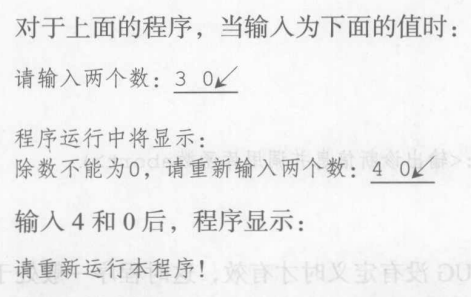 对于上面的程序，当输入为下面的值时：
请输入两个数：3 0↙
程序运行中将显示：
除数不能为0，请重新输入两个数：4 0↙
输入4和0后，程序显示：
请重新运行本程序！